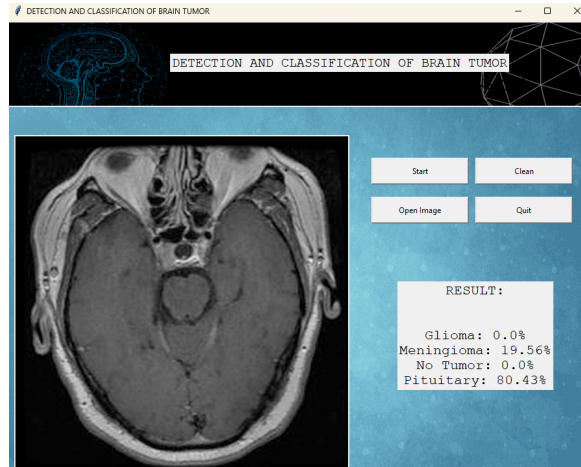 DETECTION AND CLASSIFICATION OF BRAIN TUMOR
DETECTION AND CLASSIFICATION OF BRAIN TUMOR
Start
Clean
Open Image
Quit
RESULT:
Glioma: 0.0%
Meningioma: 19.56%
No Tumor: 0.0%
Pituitary: 80.43%